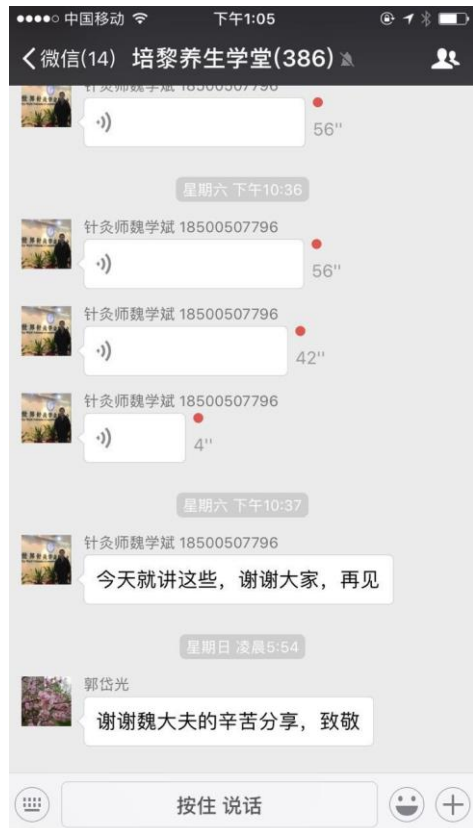 中国移动 下午1:05
微信(14) 培黎养生学堂(386)
针灸师魏学斌 18500507796
56''
星期六 下午10:36
针灸师魏学斌 18500507796
56''
针灸师魏学斌 18500507796
42''
针灸师魏学斌 18500507796
4''
星期六 下午10:37
针灸师魏学斌 18500507796
今天就讲这些，谢谢大家，再见
星期日 凌晨5:54
郭岱光
谢谢魏大夫的辛苦分享，致敬
按住 说话